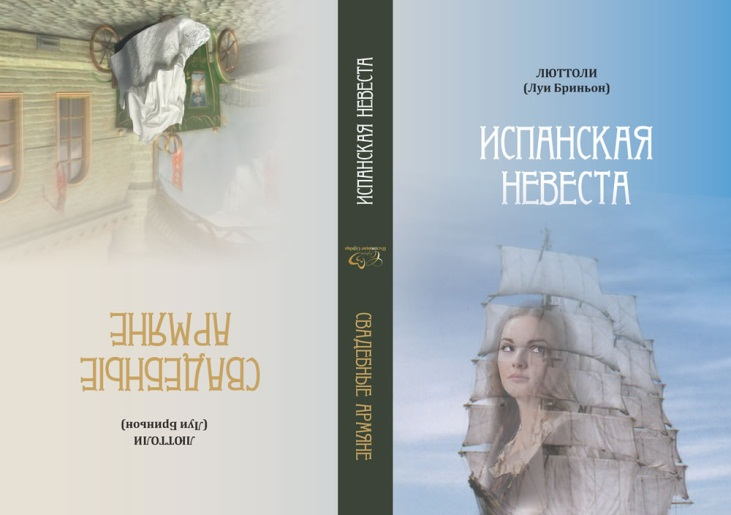 ЛЮТТОЛИ
(Луи Бриньон)
ИСПАНСКАЯ
НЕВЕСТА
ИСПАНСКАЯ НЕВЕСТА
СВАДЕБНЫЕ АРМЯНЕ
ЛЮТТОЛИ
(Луи Бриньон)
СВАДЕБНЫЕ
АРМЯНЕ